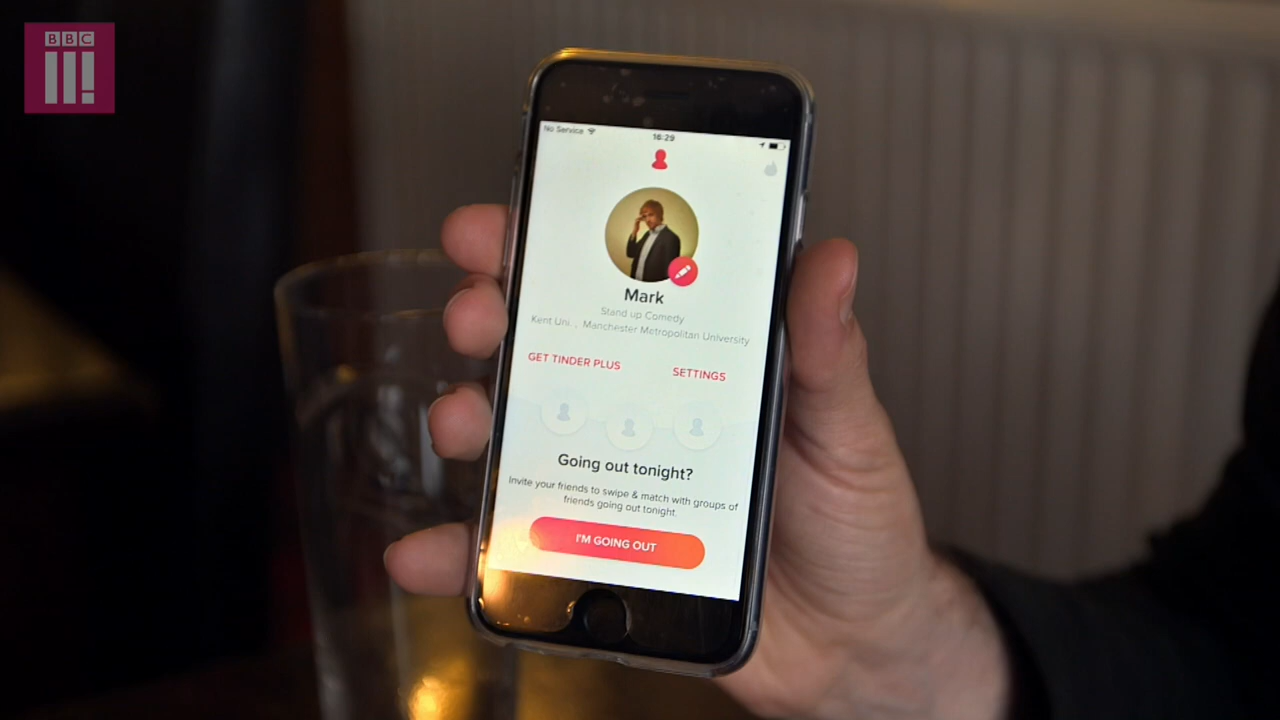 BBC
III!
No Service
16:29
Mark
Stand up Comedy
Kent Uni. , Manchester Metropolitan University
GET TINDER PLUS
SETTINGS
Going out tonight?
Invite your friends to swipe & match with groups of
friends going out tonight.
I'M GOING OUT